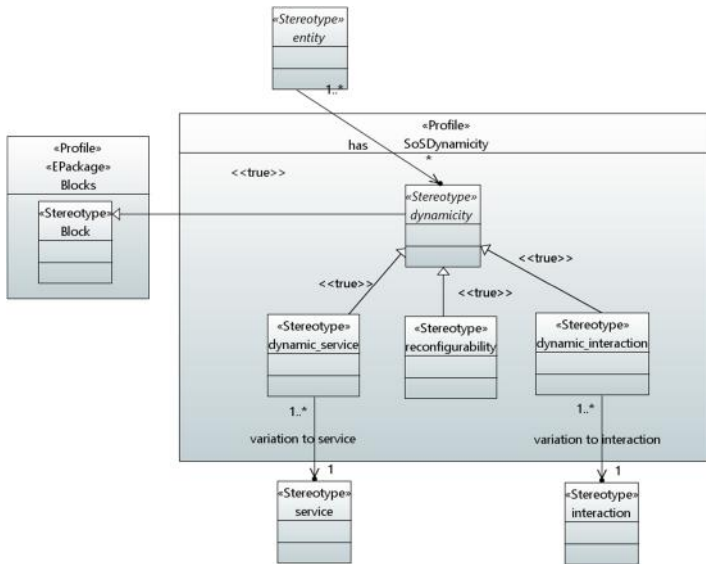 «Stereotype»
entity
1..*
«Profile»
SoSDynamicity
has
*
«Profile»
«EPackage»
Blocks
<<true>>
«Stereotype»
Block
«Stereotype»
dynamicity
<<true>>
<<true>>
<<true>>
«Stereotype»
dynamic_service
«Stereotype»
reconfigurability
«Stereotype»
dynamic_interaction
1..*
1..*
variation to service
variation to interaction
1
1
«Stereotype»
service
«Stereotype»
interaction